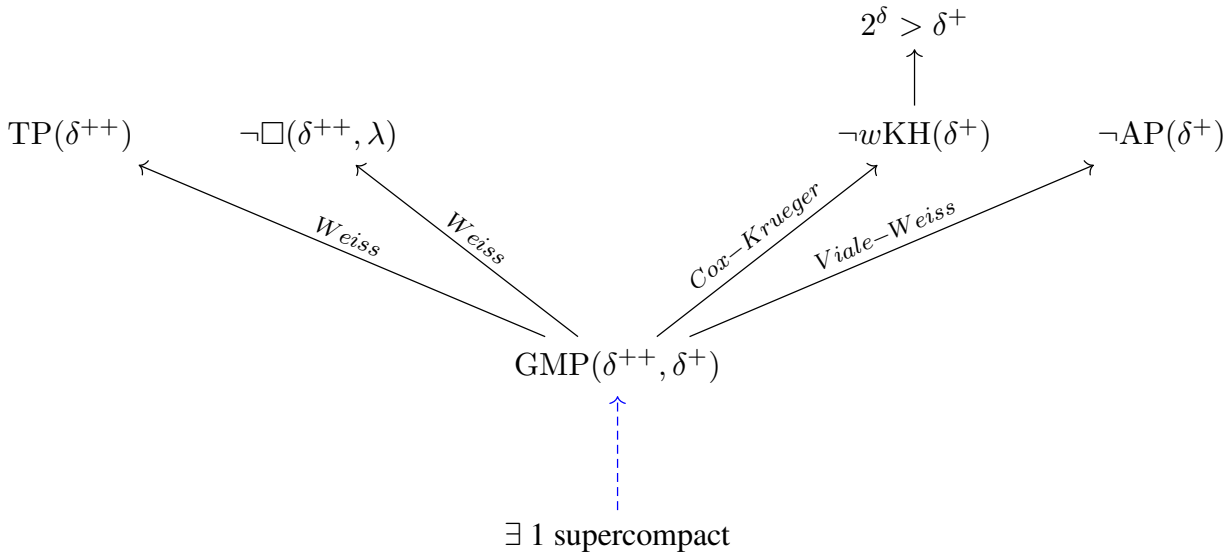 2^δ > δ^+
TP(δ^{++})
¬□(δ^{++}, λ)
¬wKH(δ^+)
¬AP(δ^+)
Weiss
Weiss
Cox–Krueger
Viale–Weiss
GMP(δ^{++}, δ^+)
∃ 1 supercompact